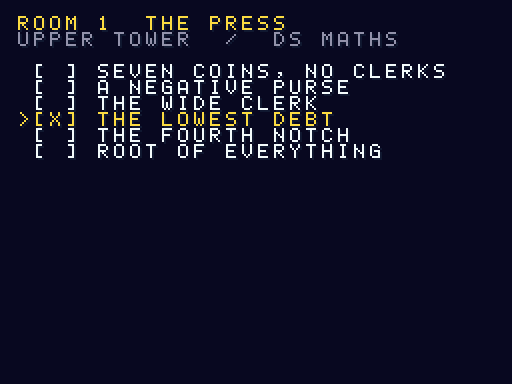 ROOM 1  THE PRESS
UPPER TOWER  /  DS MATHS
[ ] SEVEN COINS, NO CLERKS
[ ] A NEGATIVE PURSE
[ ] THE WIDE CLERK
>[X] THE LOWEST DEBT
[ ] THE FOURTH NOTCH
[ ] ROOT OF EVERYTHING